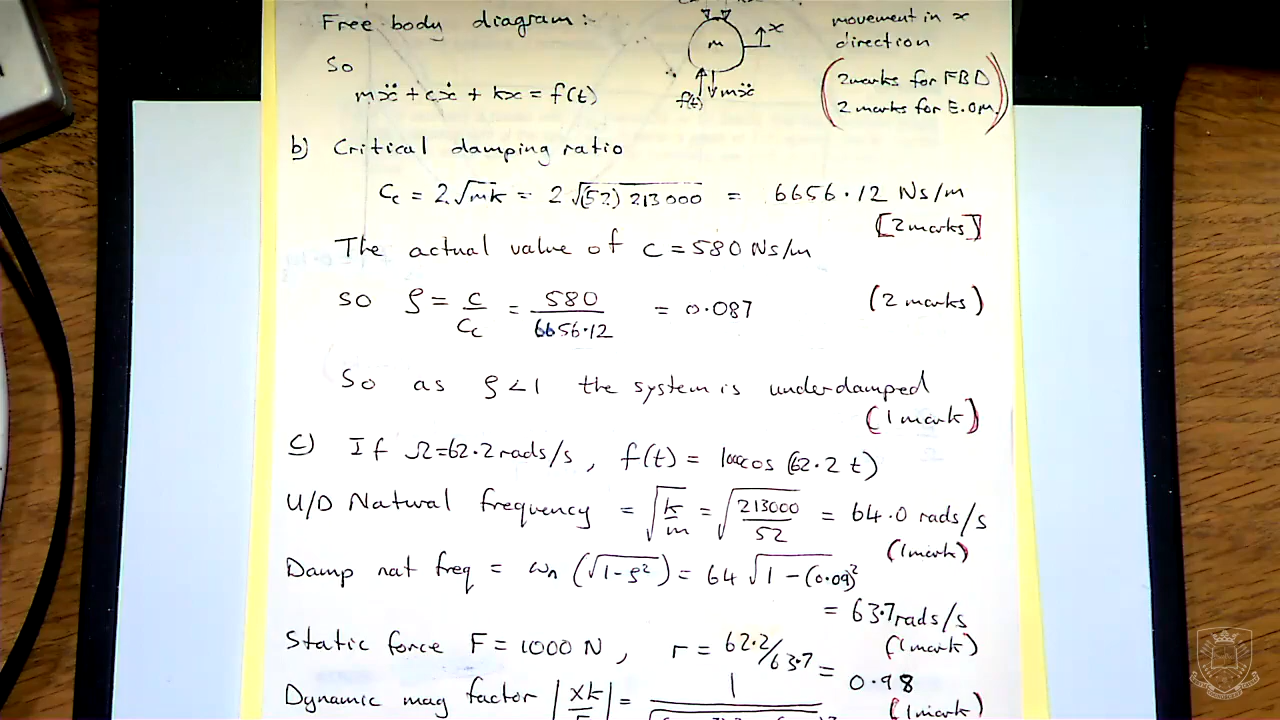 Free body diagram:-
movement in x
direction
m
x
So
(2 marks for FBD
mẍ + cẋ + kx = f(t)
f(t) mẍ
2 marks for E.O.M.)
b) Critical damping ratio
Cc = 2√mk = 2√(52) 213000 = 6656.12 Ns/m
[2 marks]
The actual value of c = 580 Ns/m
so ζ = c/Cc = 580/6656.12 = 0.087 (2 marks)
So as ζ < 1 the system is underdamped
(1 mark)
c) If Ω=62.2 rads/s, f(t) = 1000cos(62.2 t)
U/D Natural frequency = √k/m = √213000/52 = 64.0 rads/s
(1 mark)
Damp nat freq = ωn (√1-ζ²) = 64 √1 - (0.09)²
= 63.7 rads/s
(1 mark)
Static force F = 1000 N, r = 62.2/63.7 = 0.98
(1 mark)
Dynamic mag factor |Xk/F| = 1